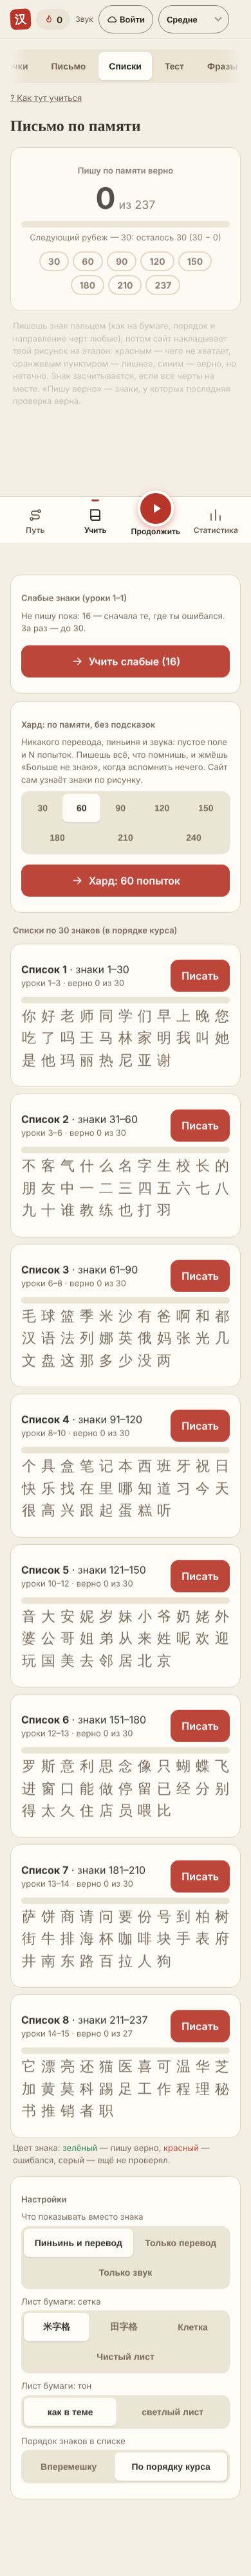 汉 0 Звук Войти Средне
чки Письмо Списки Тест Фразы
? Как тут учиться
Письмо по памяти
Пишу по памяти верно
0 из 237
Следующий рубеж — 30: осталось 30 (30 − 0)
30 60 90 120 150
180 210 237
Пишешь знак пальцем (как на бумаге, порядок и
направление черт любые), потом сайт накладывает
твой рисунок на эталон: красным — чего не хватает,
оранжевым пунктиром — лишнее, синим — верно, но
неточно. Знак засчитывается, если все черты на
месте. «Пишу верно» — знаки, у которых последняя
проверка верна.
Путь Учить Продолжить Статистика
Слабые знаки (уроки 1–1)
Не пишу пока: 16 — сначала те, где ты ошибался.
За раз — до 30.
→ Учить слабые (16)
Хард: по памяти, без подсказок
Никакого перевода, пиньиня и звука: пустое поле
и N попыток. Пишешь всё, что помнишь, и жмёшь
«Больше не знаю», когда вспомнить нечего. Сайт
сам узнаёт знаки по рисунку.
30 60 90 120 150
180 210 240
→ Хард: 60 попыток
Списки по 30 знаков (в порядке курса)
Список 1 · знаки 1–30
уроки 1–3 · верно 0 из 30
Писать
你好老师同学们早上晚您
吃了吗王马林家明我叫她
是他玛丽热尼亚谢
Список 2 · знаки 31–60
уроки 3–6 · верно 0 из 30
Писать
不客气什么名字生校长的
朋友中一二三四五六七八
九十谁教练也打羽
Список 3 · знаки 61–90
уроки 6–8 · верно 0 из 30
Писать
毛球篮季米沙有爸啊和都
汉语法列娜英俄妈张光几
文盘这那多少没两
Список 4 · знаки 91–120
уроки 8–10 · верно 0 из 30
Писать
个具盒笔记本西班牙祝日
快乐找在里哪知道习今天
很高兴跟起蛋糕听
Список 5 · знаки 121–150
уроки 10–12 · верно 0 из 30
Писать
音大安妮岁妹小爷奶姥外
婆公哥姐弟从来姓呢欢迎
玩国美去邻居北京
Список 6 · знаки 151–180
уроки 12–13 · верно 0 из 30
Писать
罗斯意利思念像只蝴蝶飞
进窗口能做停留已经分别
得太久住店员喂比
Список 7 · знаки 181–210
уроки 13–14 · верно 0 из 30
Писать
萨饼商请问要份号到柏树
街牛排海杯咖啡块手表府
井南东路百拉人狗
Список 8 · знаки 211–237
уроки 14–15 · верно 0 из 27
Писать
它漂亮还猫医喜可温华芝
加黄莫科踢足工作程理秘
书推销者职
Цвет знака: зелёный — пишу верно, красный —
ошибался, серый — ещё не проверял.
Настройки
Что показывать вместо знака
Пиньинь и перевод Только перевод
Только звук
Лист бумаги: сетка
米字格 田字格 Клетка
Чистый лист
Лист бумаги: тон
как в теме светлый лист
Порядок знаков в списке
Вперемешку По порядку курса